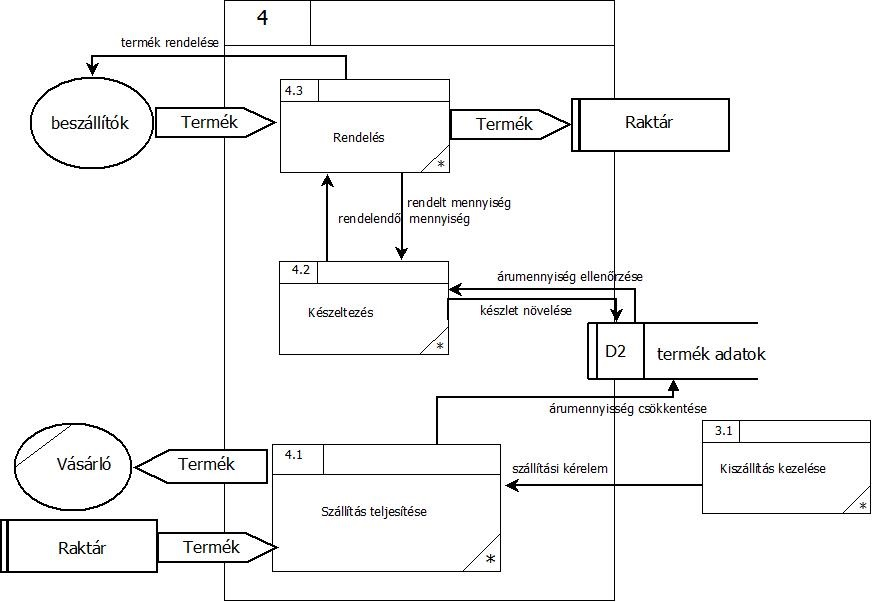 4
termék rendelése
4.3
beszállítók
Termék
Rendelés
*
Termék
Raktár
rendelt mennyiség
rendelendő mennyiség
4.2
Készeltezés
*
árumennyiség ellenőrzése
készlet növelése
D2
termék adatok
árumennyisség csökkentése
3.1
Kiszállítás kezelése
*
4.1
Vásárló
Termék
szállítási kérelem
Szállítás teljesítése
*
Raktár
Termék